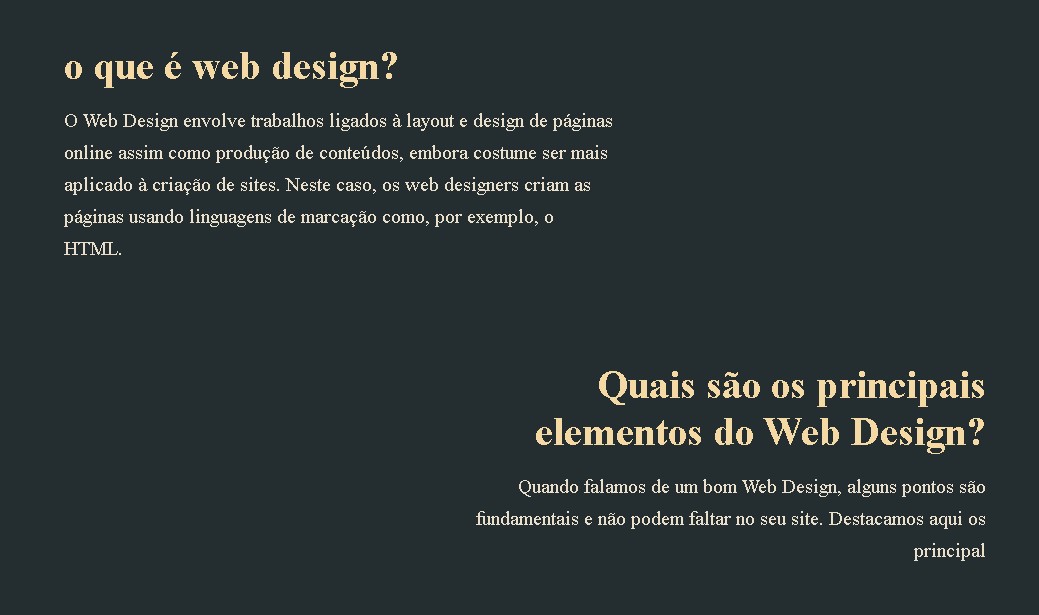 o que é web design?
O Web Design envolve trabalhos ligados à layout e design de páginas
online assim como produção de conteúdos, embora costume ser mais
aplicado à criação de sites. Neste caso, os web designers criam as
páginas usando linguagens de marcação como, por exemplo, o
HTML.
Quais são os principais
elementos do Web Design?
Quando falamos de um bom Web Design, alguns pontos são
fundamentais e não podem faltar no seu site. Destacamos aqui os
principal